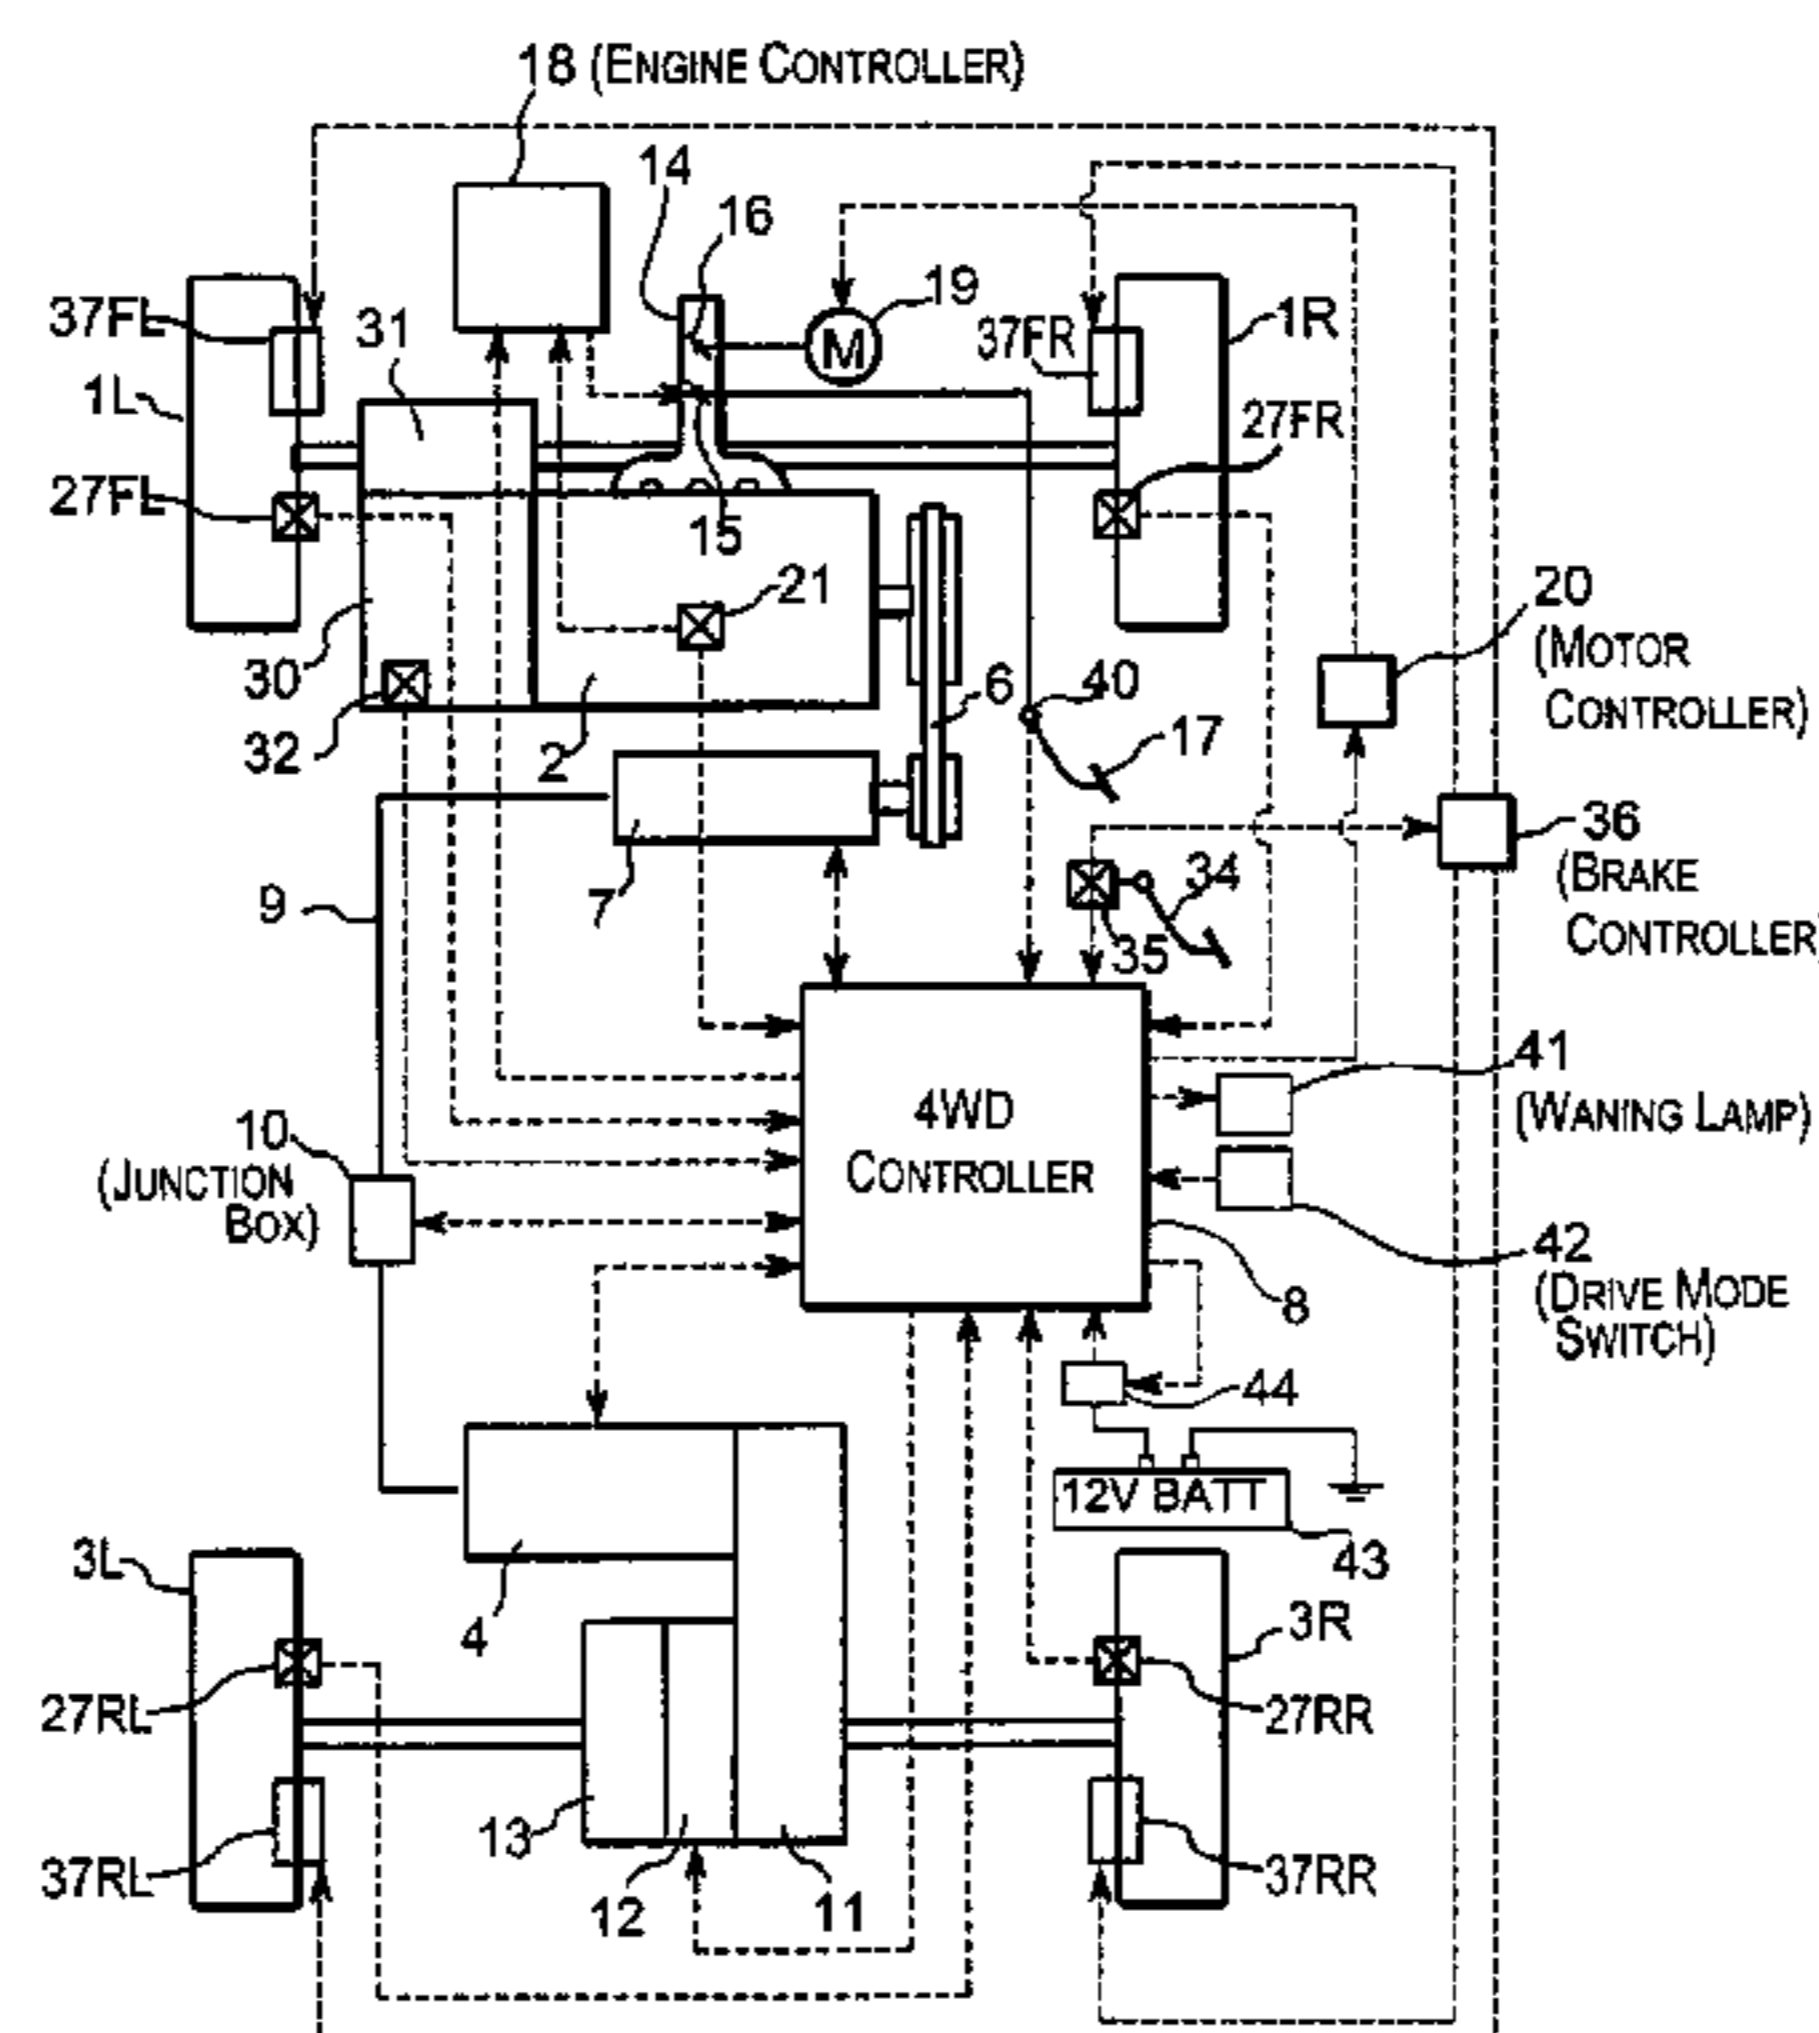 18 (ENGINE CONTROLLER)
14
16
19
37FL
31
M
37FR
1R
1L
27FR
27FL
15
21
20
(MOTOR
CONTROLLER)
30
6
40
32
2
17
36
(BRAKE
CONTROLLER)
9
7
34
35
41
(WANING LAMP)
4WD
CONTROLLER
10
(JUNCTION
BOX)
42
(DRIVE MODE
SWITCH)
8
44
12V BATT
43
3L
4
3R
27RL
27RR
13
37RL
12
11
37RR